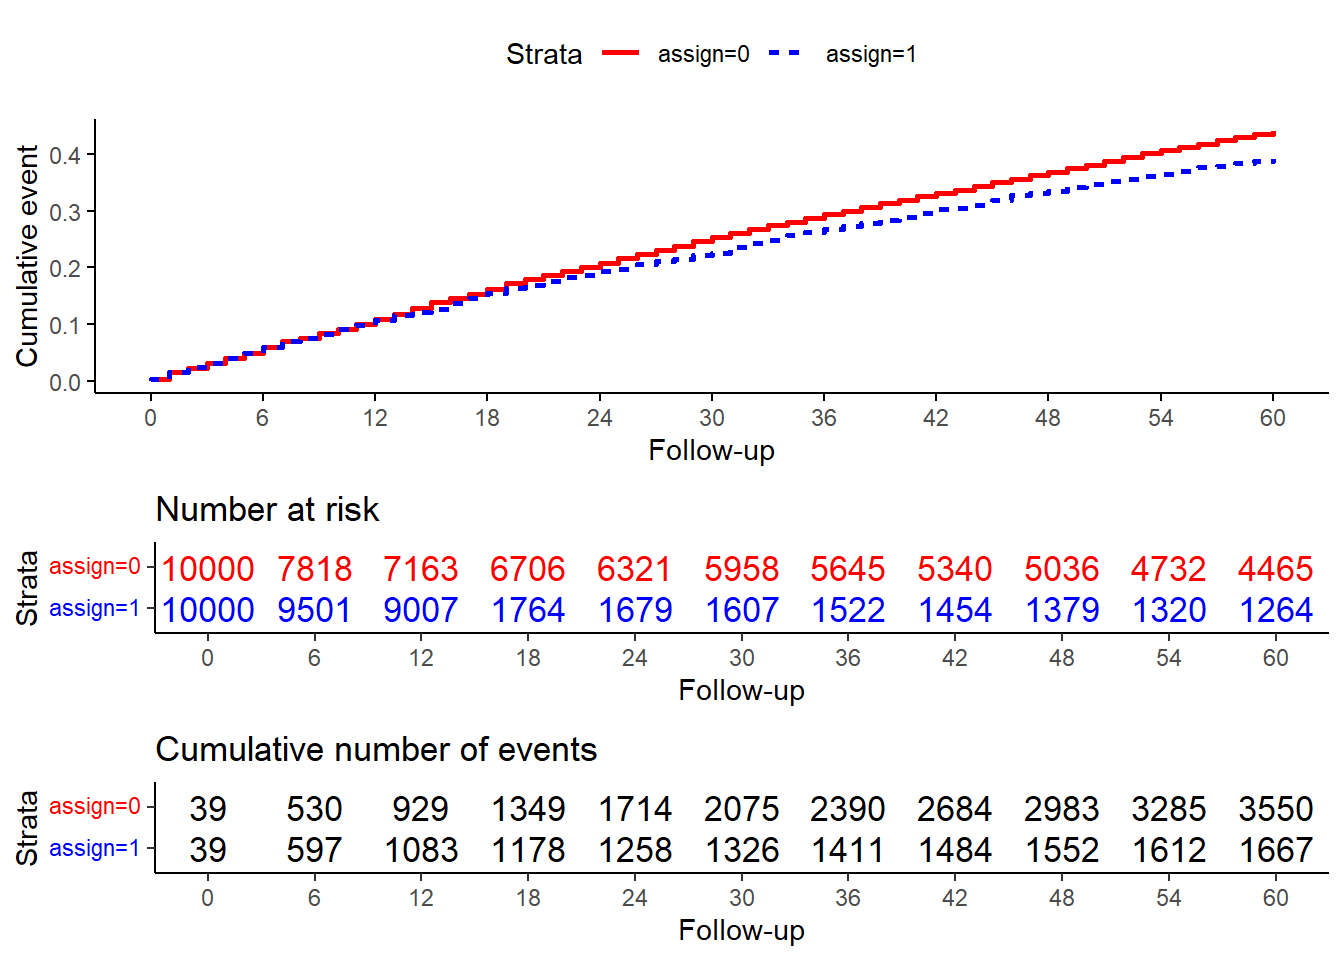 Strata assign=0 assign=1
Cumulative event
0.4
0.3
0.2
0.1
0.0
0 6 12 18 24 30 36 42 48 54 60
Follow-up
Number at risk
Strata
assign=0 10000 7818 7163 6706 6321 5958 5645 5340 5036 4732 4465
assign=1 10000 9501 9007 1764 1679 1607 1522 1454 1379 1320 1264
0 6 12 18 24 30 36 42 48 54 60
Follow-up
Cumulative number of events
Strata
assign=0 39 530 929 1349 1714 2075 2390 2684 2983 3285 3550
assign=1 39 597 1083 1178 1258 1326 1411 1484 1552 1612 1667
0 6 12 18 24 30 36 42 48 54 60
Follow-up